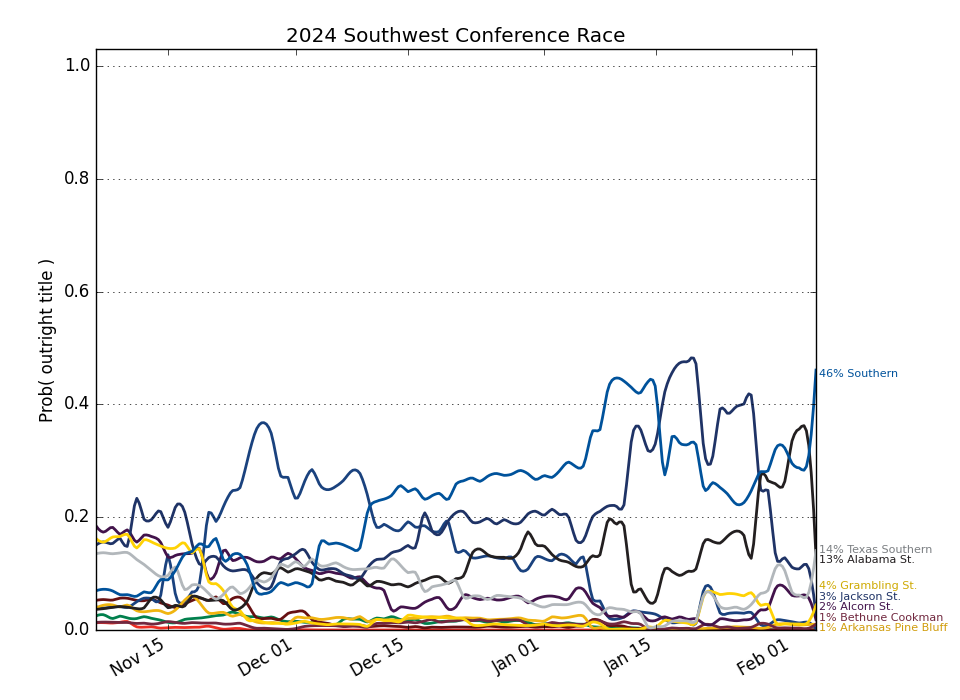 2024 Southwest Conference Race
Prob( outright title )
1.0
0.8
0.6
0.4
0.2
0.0
46% Southern
14% Texas Southern
13% Alabama St.
4% Grambling St.
3% Jackson St.
2% Alcorn St.
1% Bethune Cookman
1% Arkansas Pine Bluff
Nov 15
Dec 01
Dec 15
Jan 01
Jan 15
Feb 01